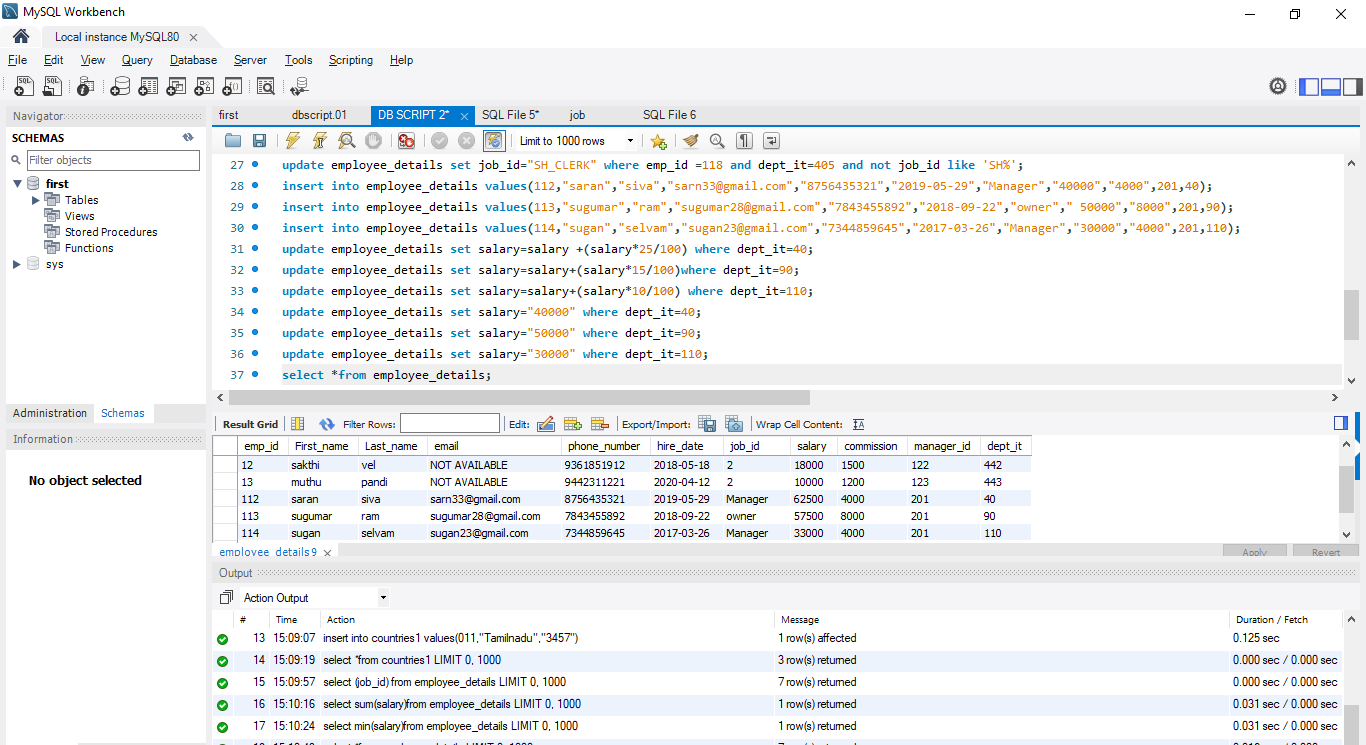 MySQL Workbench
Local instance MySQL80
File Edit View Query Database Server Tools Scripting Help
Navigator
SCHEMAS
Filter objects
first
Tables
Views
Stored Procedures
Functions
sys
Administration Schemas
Information
No object selected
first dbscript.01 DB SCRIPT 2* SQL File 5* job SQL File 6
Limit to 1000 rows
27 update employee_details set job_id="SH_CLERK" where emp_id =118 and dept_it=405 and not job_id like 'SH%';
28 insert into employee_details values(112,"saran","siva","sarn33@gmail.com","8756435321","2019-05-29","Manager","40000","4000",201,40);
29 insert into employee_details values(113,"sugumar","ram","sugumar28@gmail.com","7843455892","2018-09-22","owner"," 50000","8000",201,90);
30 insert into employee_details values(114,"sugan","selvam","sugan23@gmail.com","7344859645","2017-03-26","Manager","30000","4000",201,110);
31 update employee_details set salary=salary +(salary*25/100) where dept_it=40;
32 update employee_details set salary=salary+(salary*15/100)where dept_it=90;
33 update employee_details set salary=salary+(salary*10/100) where dept_it=110;
34 update employee_details set salary="40000" where dept_it=40;
35 update employee_details set salary="50000" where dept_it=90;
36 update employee_details set salary="30000" where dept_it=110;
37 select *from employee_details;
Result Grid Filter Rows: Edit: Export/Import: Wrap Cell Content:
emp_id First_name Last_name email phone_number hire_date job_id salary commission manager_id dept_it
12 sakthi vel NOT AVAILABLE 9361851912 2018-05-18 2 18000 1500 122 442
13 muthu pandi NOT AVAILABLE 9442311221 2020-04-12 2 10000 1200 123 443
112 saran siva sarn33@gmail.com 8756435321 2019-05-29 Manager 62500 4000 201 40
113 sugumar ram sugumar28@gmail.com 7843455892 2018-09-22 owner 57500 8000 201 90
114 sugan selvam sugan23@gmail.com 7344859645 2017-03-26 Manager 33000 4000 201 110
employee_details9 Apply Revert
Output
Action Output
# Time Action Message Duration / Fetch
13 15:09:07 insert into countries1 values(011,"Tamilnadu","3457") 1 row(s) affected 0.125 sec
14 15:09:19 select *from countries1 LIMIT 0, 1000 3 row(s) returned 0.000 sec / 0.000 sec
15 15:09:57 select (job_id) from employee_details LIMIT 0, 1000 7 row(s) returned 0.000 sec / 0.000 sec
16 15:10:16 select sum(salary)from employee_details LIMIT 0, 1000 1 row(s) returned 0.031 sec / 0.000 sec
17 15:10:24 select min(salary)from employee_details LIMIT 0, 1000 1 row(s) returned 0.031 sec / 0.000 sec